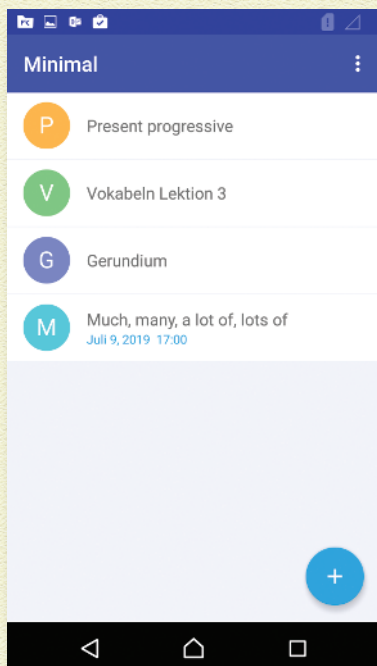 Minimal
P
Present progressive
V
Vokabeln Lektion 3
G
Gerundium
M
Much, many, a lot of, lots of
Juli 9, 2019 17:00
+